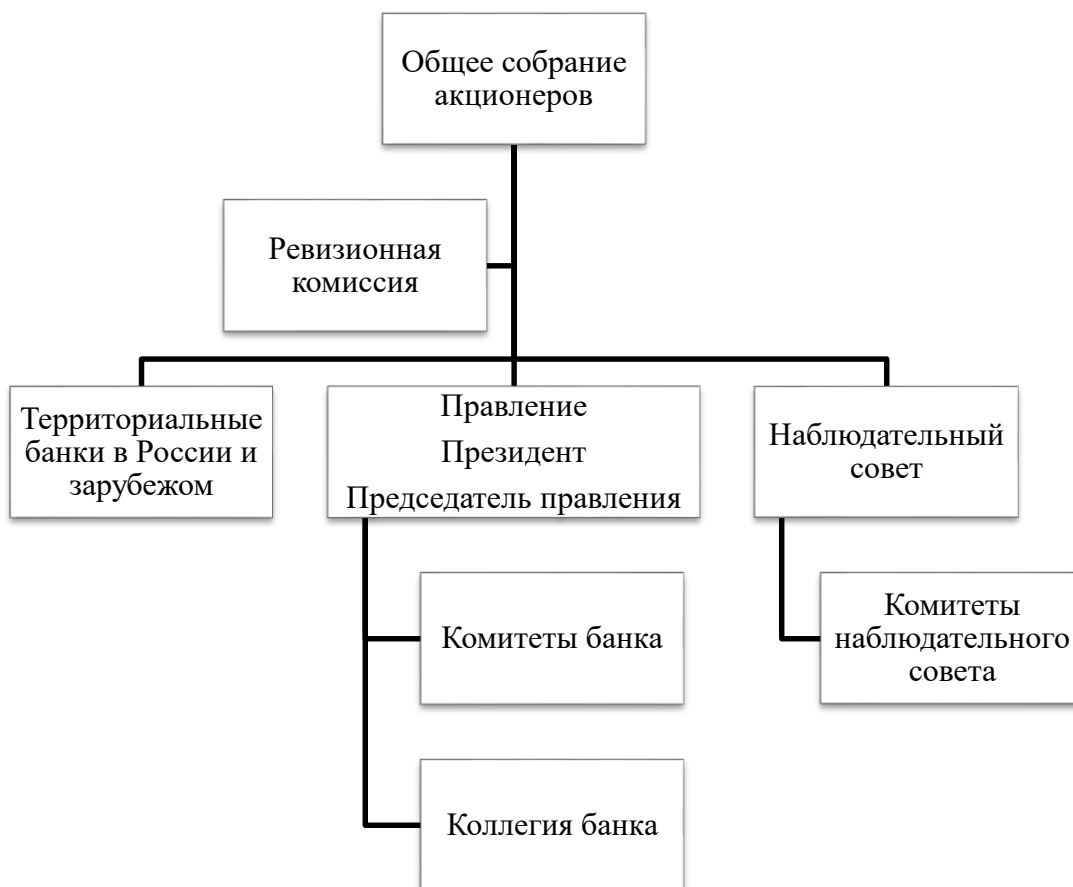 Общее собрание
акционеров
Ревизионная
комиссия
Территориальные
банки в России и
зарубежом
Правление
Президент
Председатель правления
Наблюдательный
совет
Комитеты банка
Комитеты
наблюдательного
совета
Коллегия банка